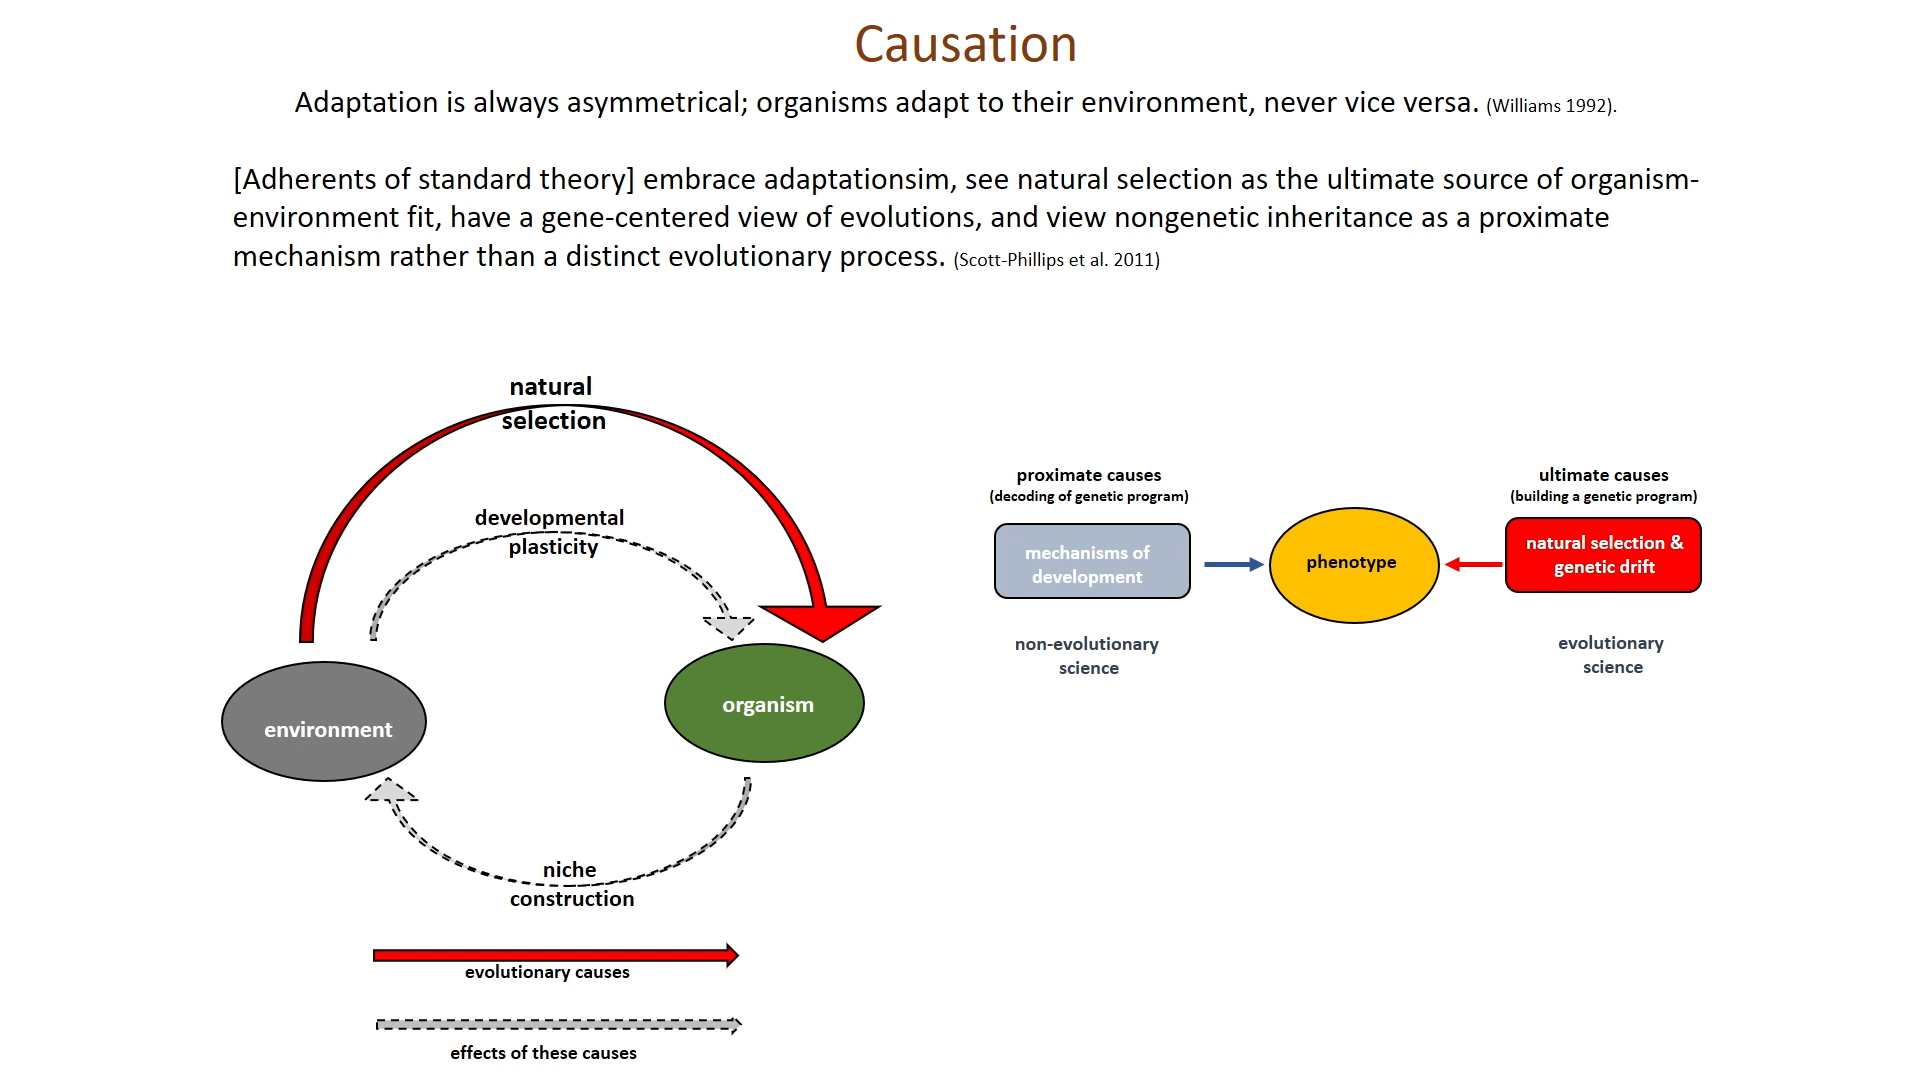 Causation
Adaptation is always asymmetrical; organisms adapt to their environment, never vice versa. (Williams 1992).
[Adherents of standard theory] embrace adaptationsim, see natural selection as the ultimate source of organism-
environment fit, have a gene-centered view of evolutions, and view nongenetic inheritance as a proximate
mechanism rather than a distinct evolutionary process. (Scott-Phillips et al. 2011)
natural
selection
developmental
plasticity
environment
organism
niche
construction
evolutionary causes
effects of these causes
proximate causes
(decoding of genetic program)
mechanisms of
development
non-evolutionary
science
phenotype
ultimate causes
(building a genetic program)
natural selection &
genetic drift
evolutionary
science